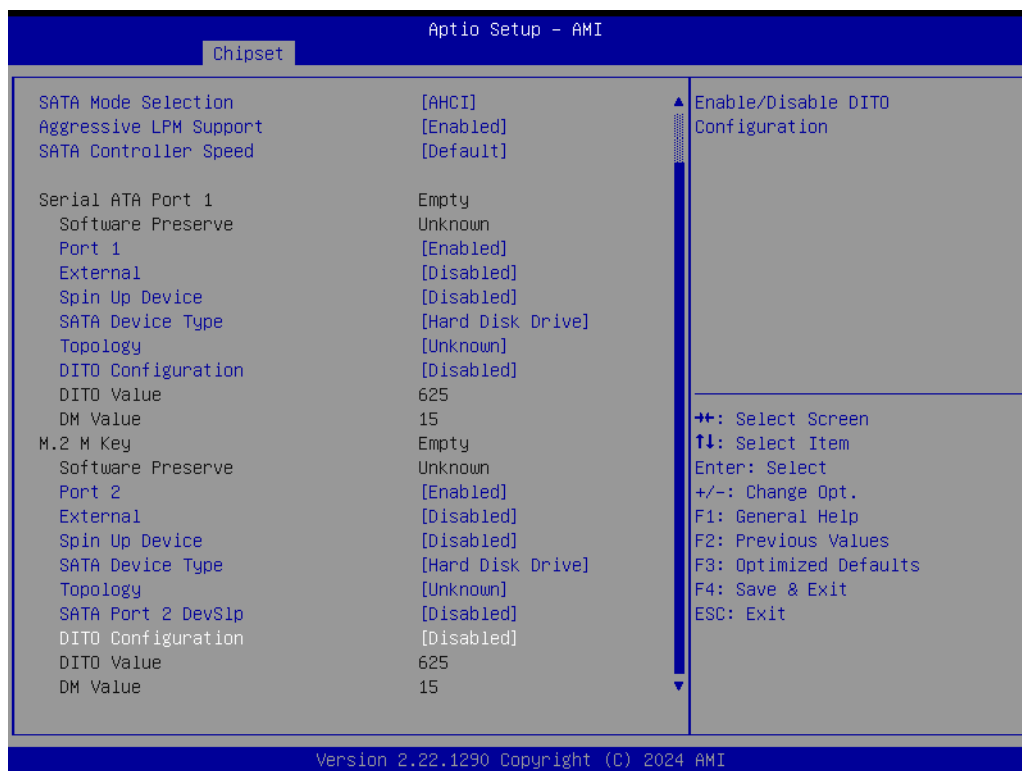 Aptio Setup – AMI
Chipset
SATA Mode Selection [AHCI]
Aggressive LPM Support [Enabled]
SATA Controller Speed [Default]
Serial ATA Port 1 Empty
Software Preserve Unknown
Port 1 [Enabled]
External [Disabled]
Spin Up Device [Disabled]
SATA Device Type [Hard Disk Drive]
Topology [Unknown]
DITO Configuration [Disabled]
DITO Value 625
DM Value 15
M.2 M Key Empty
Software Preserve Unknown
Port 2 [Enabled]
External [Disabled]
Spin Up Device [Disabled]
SATA Device Type [Hard Disk Drive]
Topology [Unknown]
SATA Port 2 DevSlp [Disabled]
DITO Configuration [Disabled]
DITO Value 625
DM Value 15
Enable/Disable DITO
Configuration
→←: Select Screen
↑↓: Select Item
Enter: Select
+/-: Change Opt.
F1: General Help
F2: Previous Values
F3: Optimized Defaults
F4: Save & Exit
ESC: Exit
Version 2.22.1290 Copyright (C) 2024 AMI